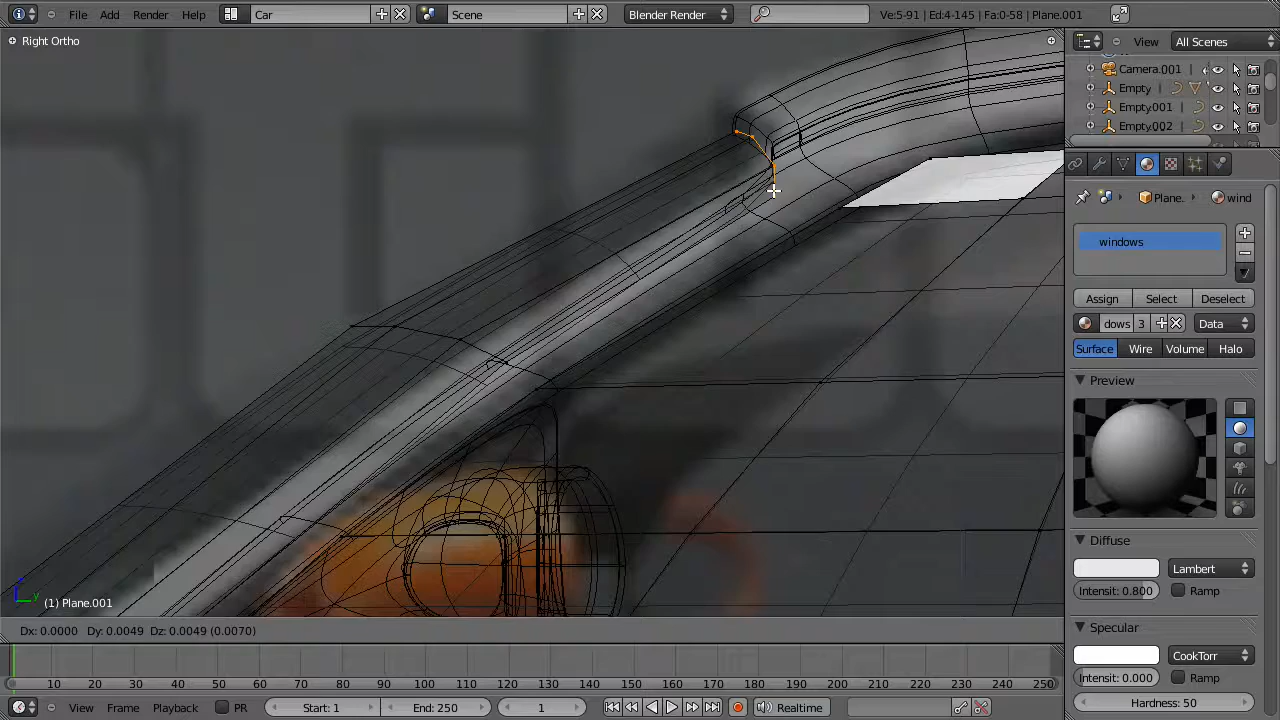 File Add Render Help Car Scene Blender Render Ve:5-91 | Ed:4-145 | Fa:0-58 | Plane.001
Right Ortho
View All Scenes
Camera.001
Empty
Empty.001
Empty.002
Plane. wind
windows
Assign Select Deselect
dows 3 Data
Surface Wire Volume Halo
Preview
Diffuse
Lambert
Intensit: 0.800 Ramp
(1) Plane.001
Dx: 0.0000 Dy: 0.0049 Dz: 0.0049 (0.0070)
Specular
CookTorr
Intensit: 0.000 Ramp
Hardness: 50
10 20 30 40 50 60 70 80 90 100 110 120 130 140 150 160 170 180 190 200 210 220 230 240 250
View Frame Playback PR Start: 1 End: 250 1 Realtime